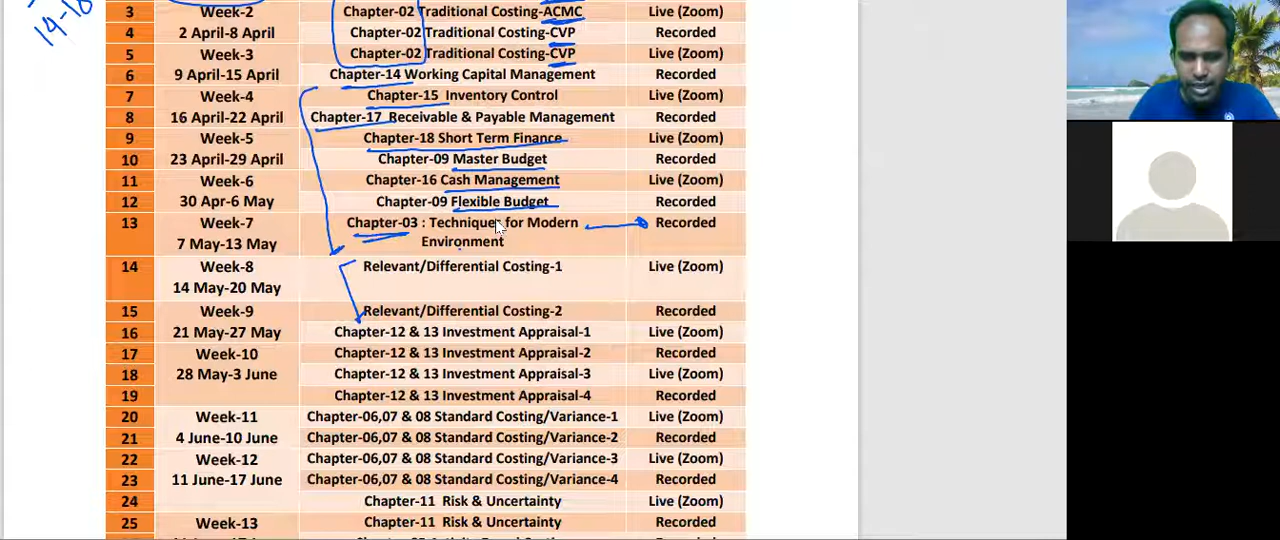 14-18
3 Week-2 Chapter-02 Traditional Costing-ACMC Live (Zoom)
4 2 April-8 April Chapter-02 Traditional Costing-CVP Recorded
5 Week-3 Chapter-02 Traditional Costing-CVP Live (Zoom)
6 9 April-15 April Chapter-14 Working Capital Management Recorded
7 Week-4 Chapter-15 Inventory Control Live (Zoom)
8 16 April-22 April Chapter-17 Receivable & Payable Management Recorded
9 Week-5 Chapter-18 Short Term Finance Live (Zoom)
10 23 April-29 April Chapter-09 Master Budget Recorded
11 Week-6 Chapter-16 Cash Management Live (Zoom)
12 30 Apr-6 May Chapter-09 Flexible Budget Recorded
13 Week-7 Chapter-03 : Techniques for Modern Recorded
7 May-13 May Environment
14 Week-8 Relevant/Differential Costing-1 Live (Zoom)
14 May-20 May
15 Week-9 Relevant/Differential Costing-2 Recorded
16 21 May-27 May Chapter-12 & 13 Investment Appraisal-1 Live (Zoom)
17 Week-10 Chapter-12 & 13 Investment Appraisal-2 Recorded
18 28 May-3 June Chapter-12 & 13 Investment Appraisal-3 Live (Zoom)
19 Chapter-12 & 13 Investment Appraisal-4 Recorded
20 Week-11 Chapter-06,07 & 08 Standard Costing/Variance-1 Live (Zoom)
21 4 June-10 June Chapter-06,07 & 08 Standard Costing/Variance-2 Recorded
22 Week-12 Chapter-06,07 & 08 Standard Costing/Variance-3 Live (Zoom)
23 11 June-17 June Chapter-06,07 & 08 Standard Costing/Variance-4 Recorded
24 Chapter-11 Risk & Uncertainty Live (Zoom)
25 Week-13 Chapter-11 Risk & Uncertainty Recorded